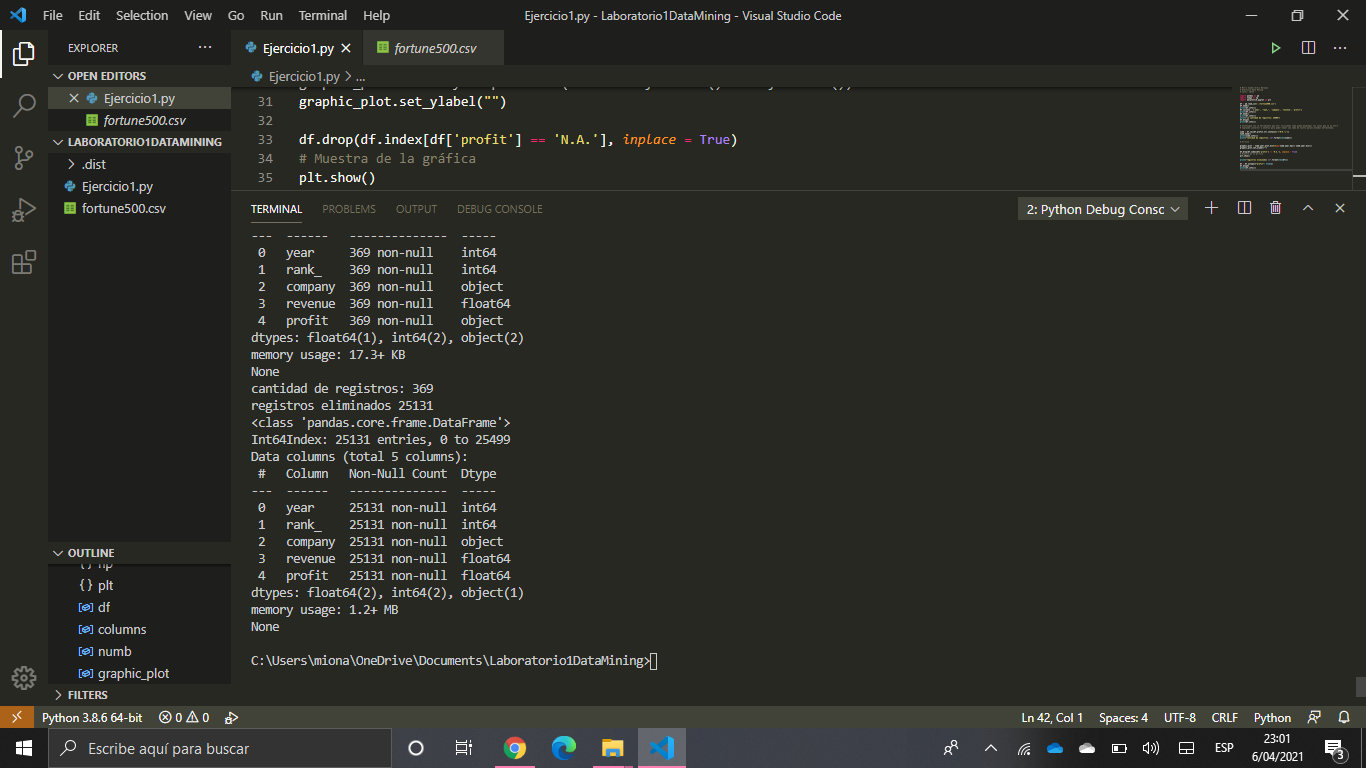 File Edit Selection View Go Run Terminal Help
Ejercicio1.py - Laboratorio1DataMining - Visual Studio Code
EXPLORER
OPEN EDITORS
Ejercicio1.py
fortune500.csv
LABORATORIO1DATAMINING
.dist
Ejercicio1.py
fortune500.csv
OUTLINE
np
plt
df
columns
numb
graphic_plot
FILTERS
Ejercicio1.py
fortune500.csv
Ejercicio1.py > ...
31 graphic_plot.set_ylabel("")
32
33 df.drop(df.index[df['profit'] == 'N.A.'], inplace = True)
34 # Muestra de la gráfica
35 plt.show()
TERMINAL PROBLEMS OUTPUT DEBUG CONSOLE
2: Python Debug Consc
--- ------ -------------- -----
0 year 369 non-null int64
1 rank_ 369 non-null int64
2 company 369 non-null object
3 revenue 369 non-null float64
4 profit 369 non-null object
dtypes: float64(1), int64(2), object(2)
memory usage: 17.3+ KB
None
cantidad de registros: 369
registros eliminados 25131
<class 'pandas.core.frame.DataFrame'>
Int64Index: 25131 entries, 0 to 25499
Data columns (total 5 columns):
# Column Non-Null Count Dtype
--- ------ -------------- -----
0 year 25131 non-null int64
1 rank_ 25131 non-null int64
2 company 25131 non-null object
3 revenue 25131 non-null float64
4 profit 25131 non-null float64
dtypes: float64(2), int64(2), object(1)
memory usage: 1.2+ MB
None
C:\Users\miona\OneDrive\Documents\Laboratorio1DataMining>
Python 3.8.6 64-bit 0 0
Ln 42, Col 1 Spaces: 4 UTF-8 CRLF Python
Escribe aquí para buscar
ESP
23:01
6/04/2021
3